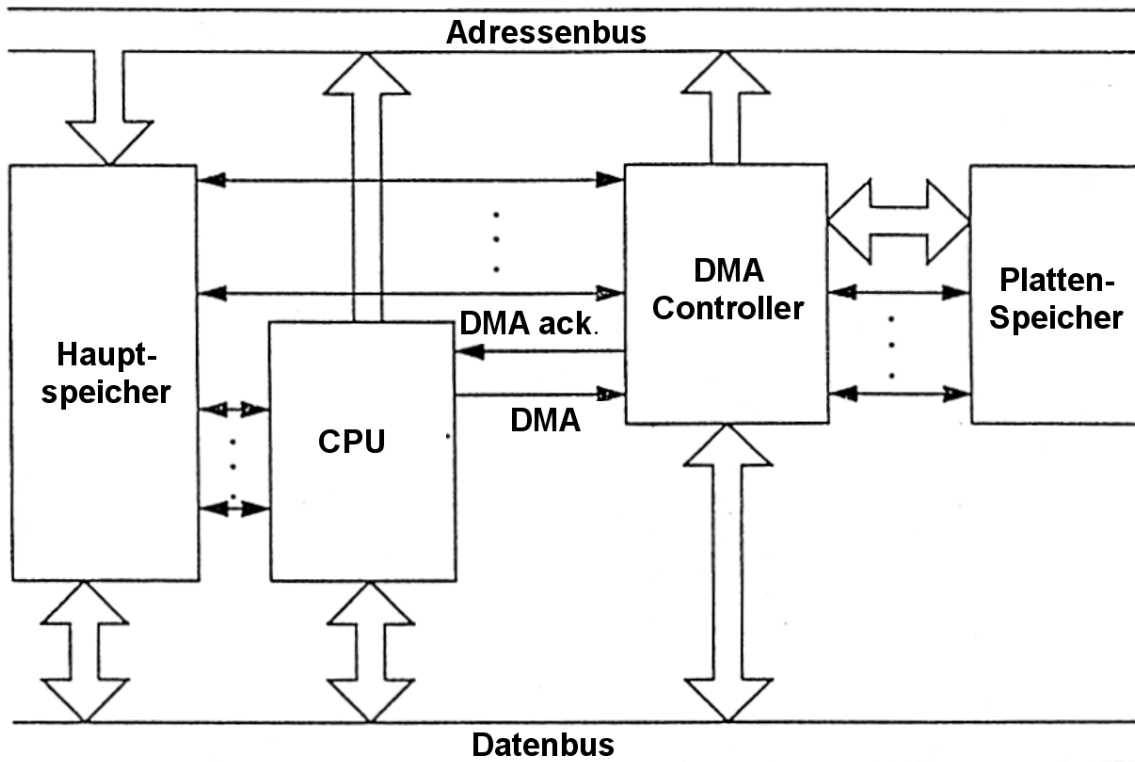 Adressenbus
DMA
Controller
Platten-
Speicher
DMA ack.
Haupt-
speicher
CPU
DMA
Datenbus